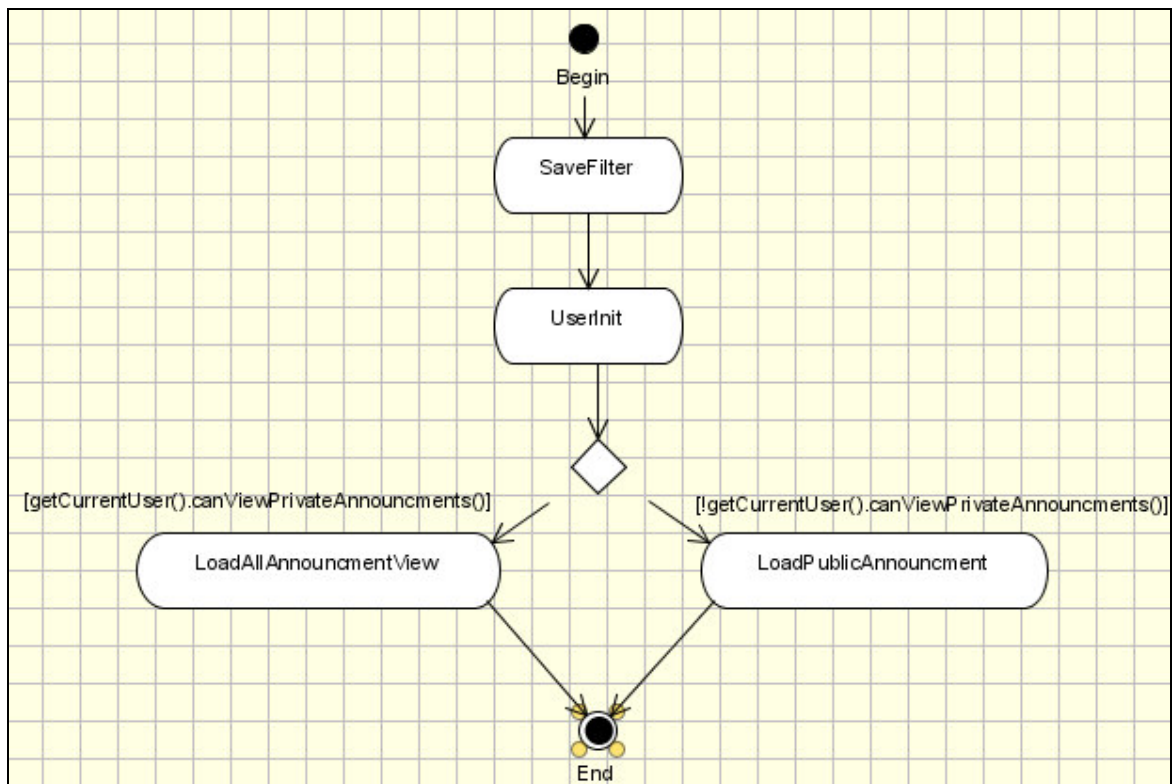 Begin
SaveFilter
UserInit
[getCurrentUser().canViewPrivateAnnouncments()]
[!getCurrentUser().canViewPrivateAnnouncments()]
LoadAllAnnouncmentView
LoadPublicAnnouncment
End